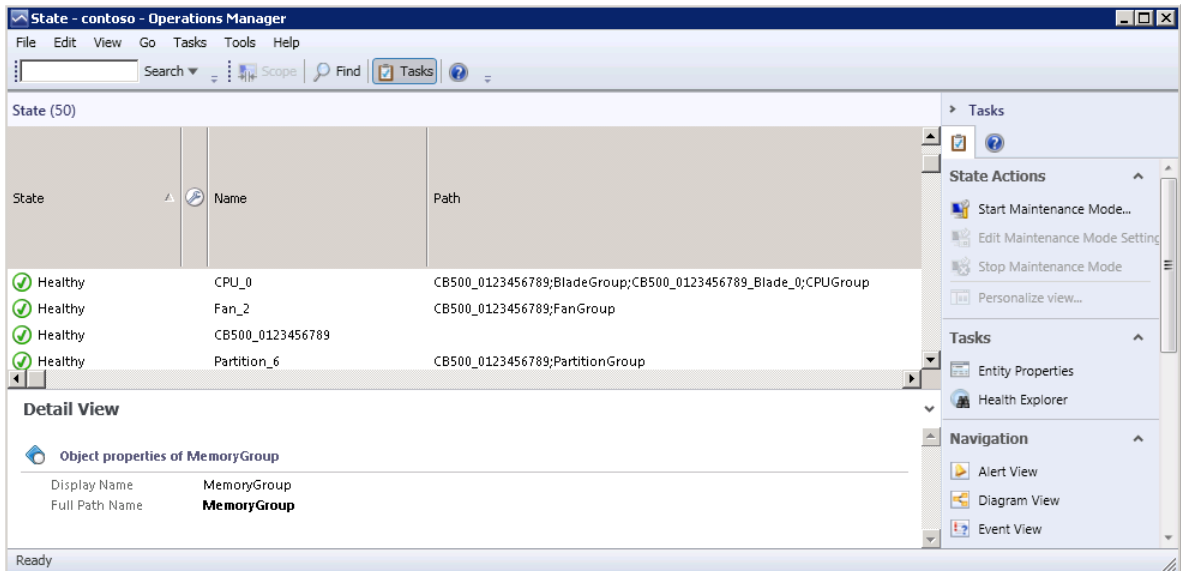 State - contoso - Operations Manager
File Edit View Go Tasks Tools Help
Search Scope Find Tasks
State (50)
State Name Path
Healthy CPU_0 CB500_0123456789;BladeGroup;CB500_0123456789_Blade_0;CPUGroup
Healthy Fan_2 CB500_0123456789;FanGroup
Healthy CB500_0123456789
Healthy Partition_6 CB500_0123456789;PartitionGroup
Detail View
Object properties of MemoryGroup
Display Name MemoryGroup
Full Path Name MemoryGroup
Tasks
State Actions
Start Maintenance Mode...
Edit Maintenance Mode Setting
Stop Maintenance Mode
Personalize view...
Tasks
Entity Properties
Health Explorer
Navigation
Alert View
Diagram View
Event View
Ready